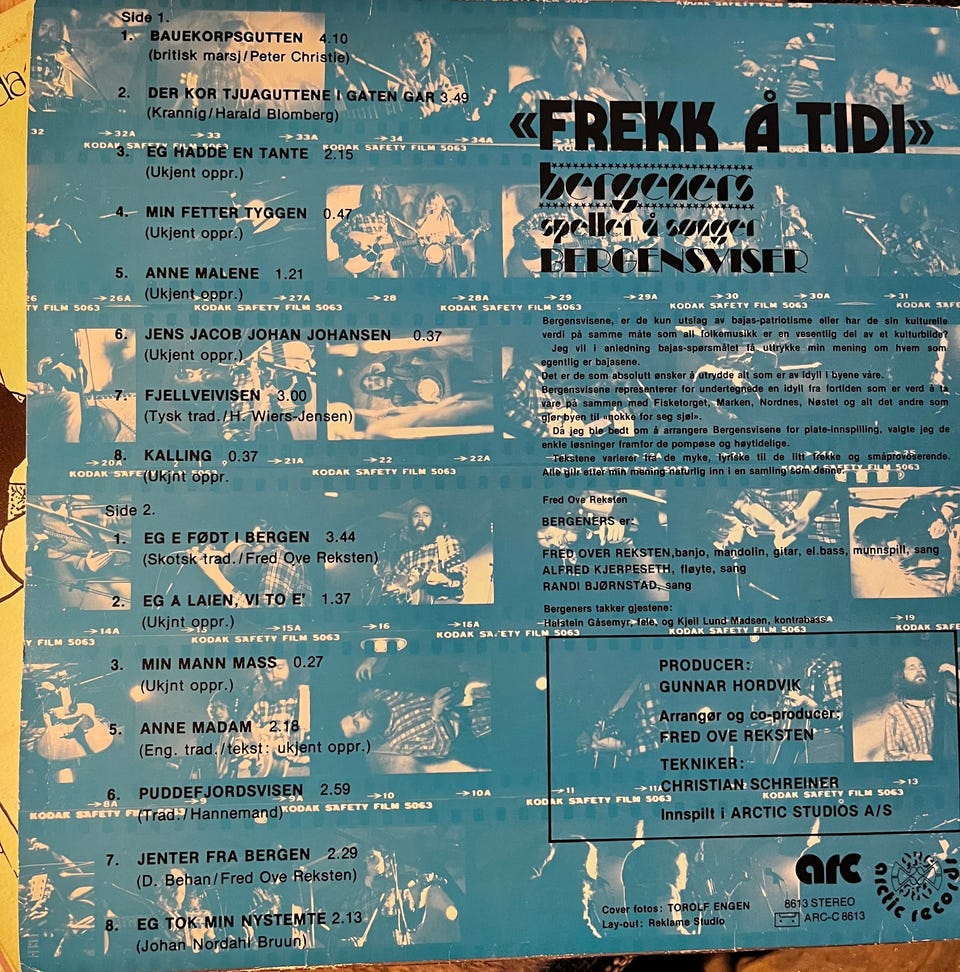 Side 1.
1. BAUEKORPSGUTTEN 4.10
(britisk marsj/Peter Christie)
2. DER KOR TJUAGUTTENE I GATEN GÅR 3.49
(Krannig/Harald Blomberg)
3. EG HADDE EN TANTE 2.15
(Ukjent oppr.)
4. MIN FETTER TYGGEN 0.47
(Ukjent oppr.)
5. ANNE MALENE 1.21
(Ukjent oppr.)
6. JENS JACOB JOHAN JOHANSEN 0.37
(Ukjent oppr.)
7. FJELLVEIVISEN 3.00
(Tysk trad./H. Wiers-Jensen)
8. KALLING 0.37
(Ukjnt oppr.
Side 2.
1. EG E FØDT I BERGEN 3.44
(Skotsk trad./Fred Ove Reksten)
2. EG Å LAIEN, VI TO E' 1.37
(Ukjnt oppr.)
3. MIN MANN MASS 0.27
(Ukjnt oppr.)
5. ANNE MADAM 2.18
(Eng. trad./tekst: ukjent oppr.)
6. PUDDEFJORDSVISEN 2.59
(Trad./Hannemand)
7. JENTER FRA BERGEN 2.29
(D. Behan/Fred Ove Reksten)
8. EG TOK MIN NYSTEMTE 2.13
(Johan Nordahl Bruun)
«FREKK Å TIDI»
bergeners
speller å sunger
BERGENSVISER
Bergensvisene, er de kun utslag av bajas-patriotisme eller har de sin kulturelle
verdi på samme måte som all folkemusikk er en vesentlig del av et kulturbilde?
Jeg vil i anledning bajas-spørsmålet få uttrykke min mening om hvem som
egentlig er bajasene.
Det er de som absolutt ønsker å utrydde alt som er av idyll i byene våre.
Bergensvisene representerer for undertegnede en idyll fra fortiden som er verd å ta
vare på sammen med Fisketorget, Marken, Nordnes, Nøstet og alt det andre som
gjør byen til «nokke for seg sjøl».
Då jeg ble bedt om å arrangere Bergensvisene for plate-innspilling, valgte jeg de
enkle løsninger framfor de pompøse og høytidelige.
Tekstene varierer fra de myke, lyriske til de litt frekke og småprovoserende.
Alle glir etter min mening naturlig inn i en samling som denne.
Fred Ove Reksten
BERGENERS er:
FRED OVER REKSTEN, banjo, mandolin, gitar, el.bass, munnspill, sang
ALFRED KJERPESETH, fløyte, sang
RANDI BJØRNSTAD, sang
Bergeners takker gjestene:
Halstein Gåsemyr, fele, og Kjell Lund Madsen, kontrabass
PRODUCER:
GUNNAR HORDVIK
Arrangør og co-producer:
FRED OVE REKSTEN
TEKNIKER:
CHRISTIAN SCHREINER
Innspilt i ARCTIC STUDIOS A/S
arc
arctic records
8613 STEREO
ARC-C 8613
Cover fotos: TOROLF ENGEN
Lay-out: Reklame Studio
KODAK SAFETY FILM 5063